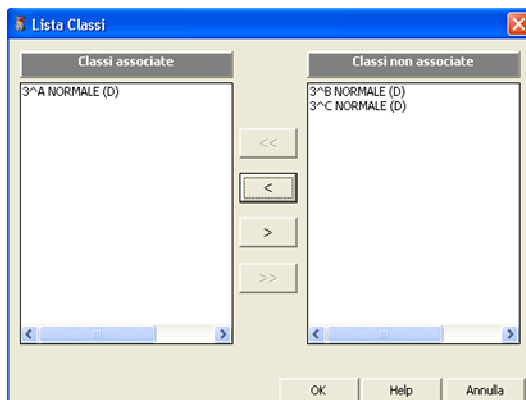 Lista Classi
Classi associate
Classi non associate
3^A NORMALE (D)
3^B NORMALE (D)
3^C NORMALE (D)
<<
<
>
>>
OK
Help
Annulla